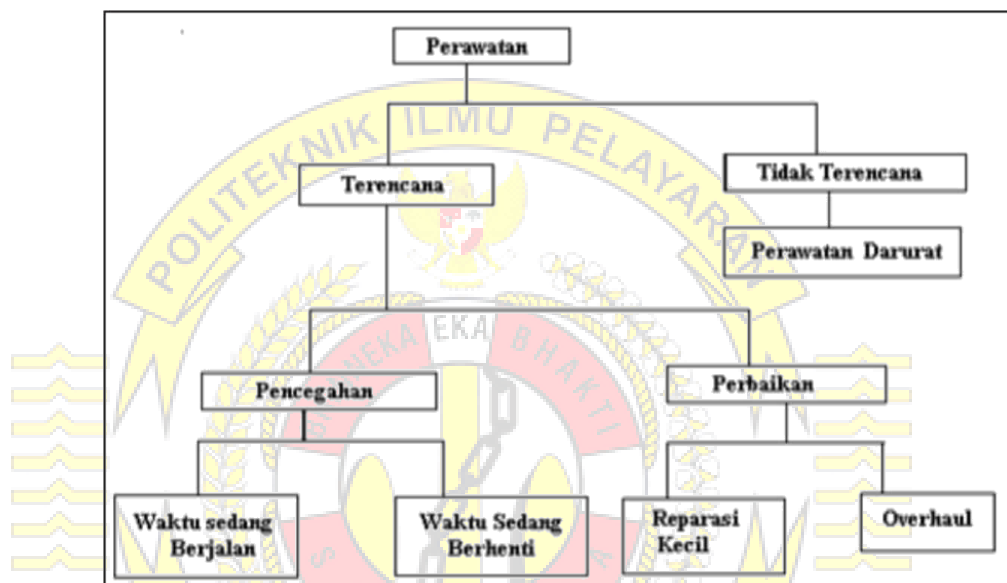 Perawatan
POLITEKNIK ILMU PELAYARAN
Terencana
Tidak Terencana
Perawatan Darurat
EKA BHAKTI
Pencegahan
Perbaikan
Waktu sedang
Berjalan
Waktu Sedang
Berhenti
Reparasi
Kecil
Overhaul